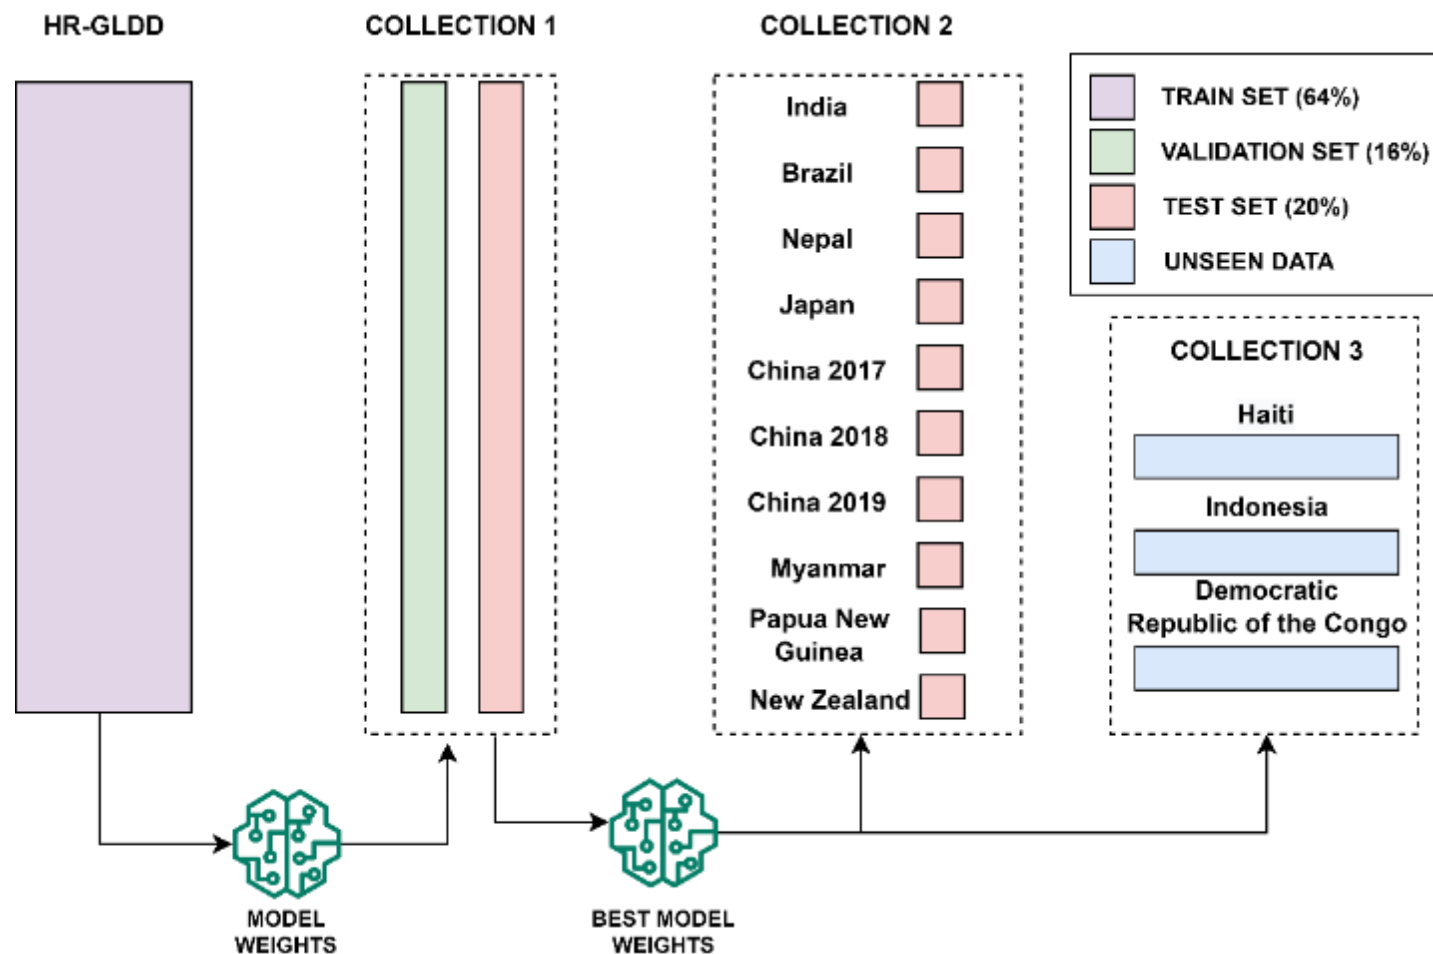 HR-GLDD
COLLECTION 1
COLLECTION 2
India
Brazil
Nepal
Japan
China 2017
China 2018
China 2019
Myanmar
Papua New
Guinea
New Zealand
TRAIN SET (64%)
VALIDATION SET (16%)
TEST SET (20%)
UNSEEN DATA
COLLECTION 3
Haiti
Indonesia
Democratic
Republic of the Congo
MODEL
WEIGHTS
BEST MODEL
WEIGHTS